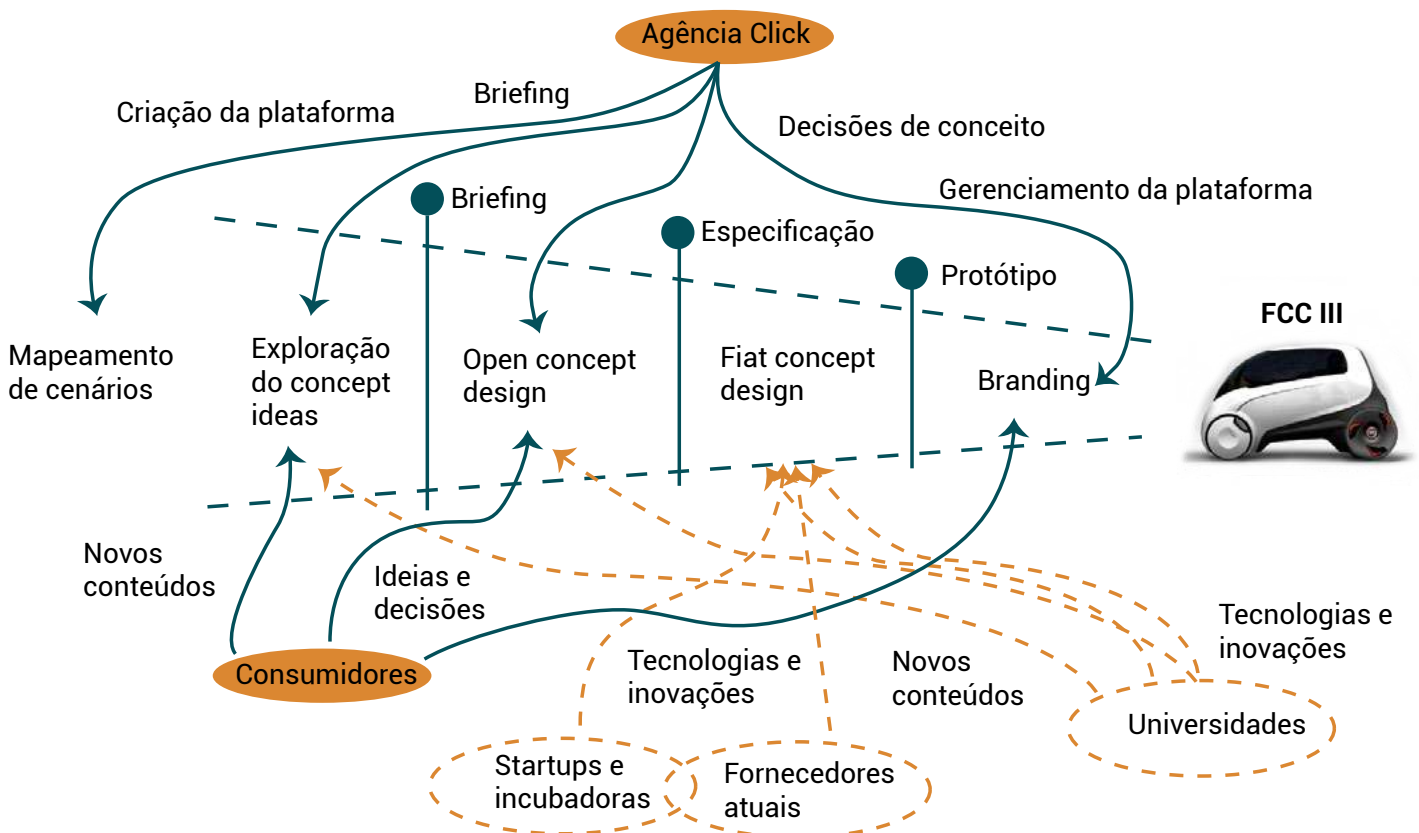 Agência Click
Briefing
Criação da plataforma
Decisões de conceito
Gerenciamento da plataforma
Briefing
Especificação
Protótipo
FCC III
Mapeamento
de cenários
Exploração
do concept
ideas
Open concept
design
Fiat concept
design
Branding
Novos
conteúdos
Ideias e
decisões
Consumidores
Tecnologias e
inovações
Novos
conteúdos
Tecnologias e
inovações
Universidades
Startups e
incubadoras
Fornecedores
atuais